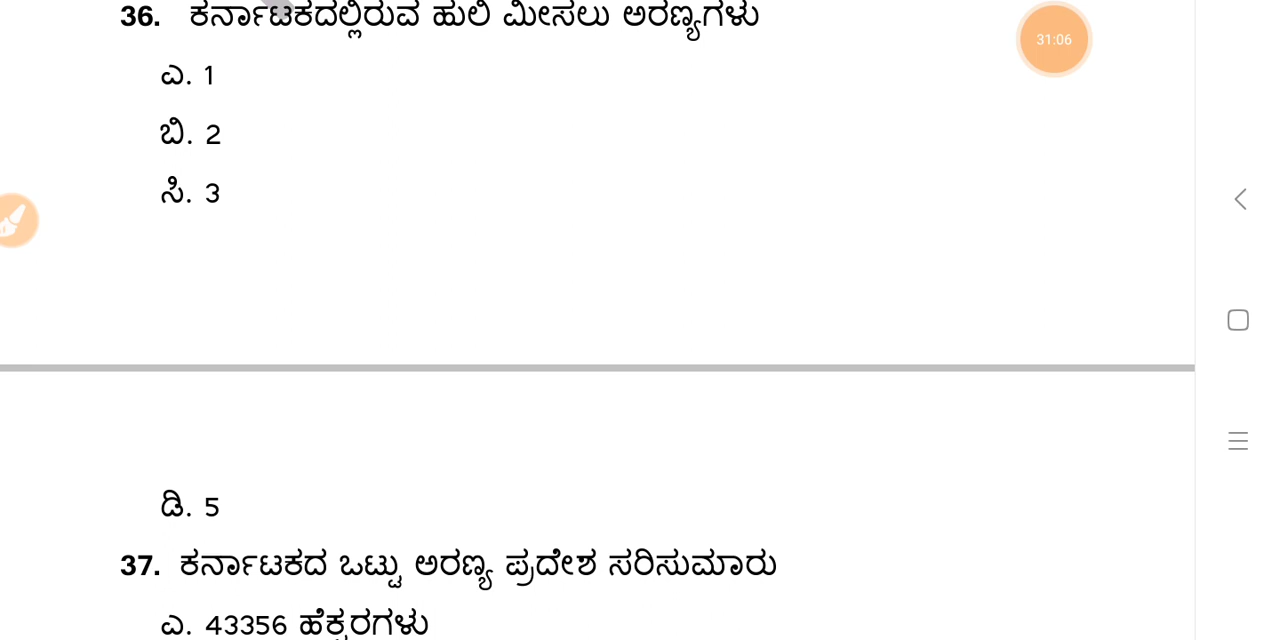 36. ಕರ್ನಾಟಕದಲ್ಲಿರುವ ಹುಲಿ ಮೀಸಲು ಅರಣ್ಯಗಳು
31:06
ಎ. 1
ಬಿ. 2
ಸಿ. 3
ಡಿ. 5
37. ಕರ್ನಾಟಕದ ಒಟ್ಟು ಅರಣ್ಯ ಪ್ರದೇಶ ಸರಿಸುಮಾರು
ಎ. 43356 ಹೆಕ್ಟರಗಳು